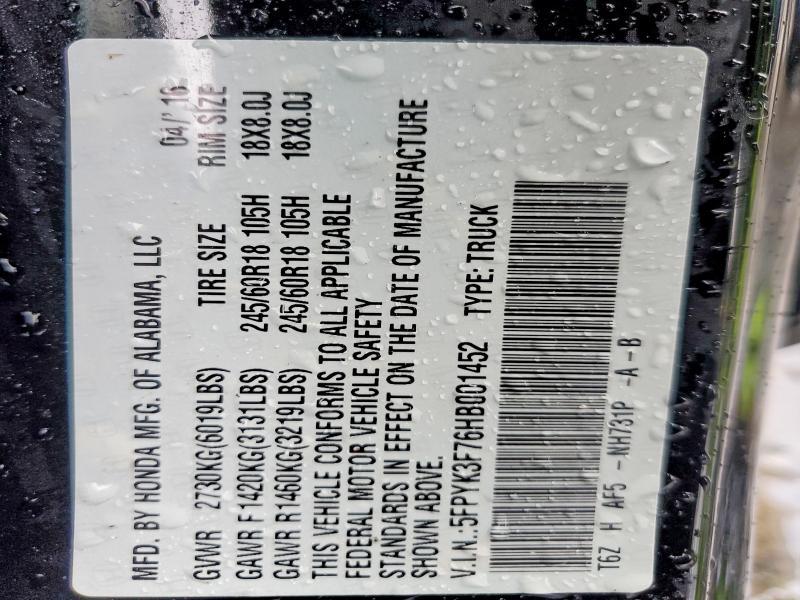 MFD. BY HONDA MFG. OF ALABAMA, LLC 04/'16
GVWR 2730KG(6019LBS) TIRE SIZE RIM SIZE
GAWR F1420KG(3131LBS) 245/60R18 105H 18X8.0J
GAWR R1460KG(3219LBS) 245/60R18 105H 18X8.0J
THIS VEHICLE CONFORMS TO ALL APPLICABLE
FEDERAL MOTOR VEHICLE SAFETY
STANDARDS IN EFFECT ON THE DATE OF MANUFACTURE
SHOWN ABOVE.
V.I.N.:5FPYK3F76HB001452 TYPE: TRUCK
T6Z H AF5 -NH731P -A -B